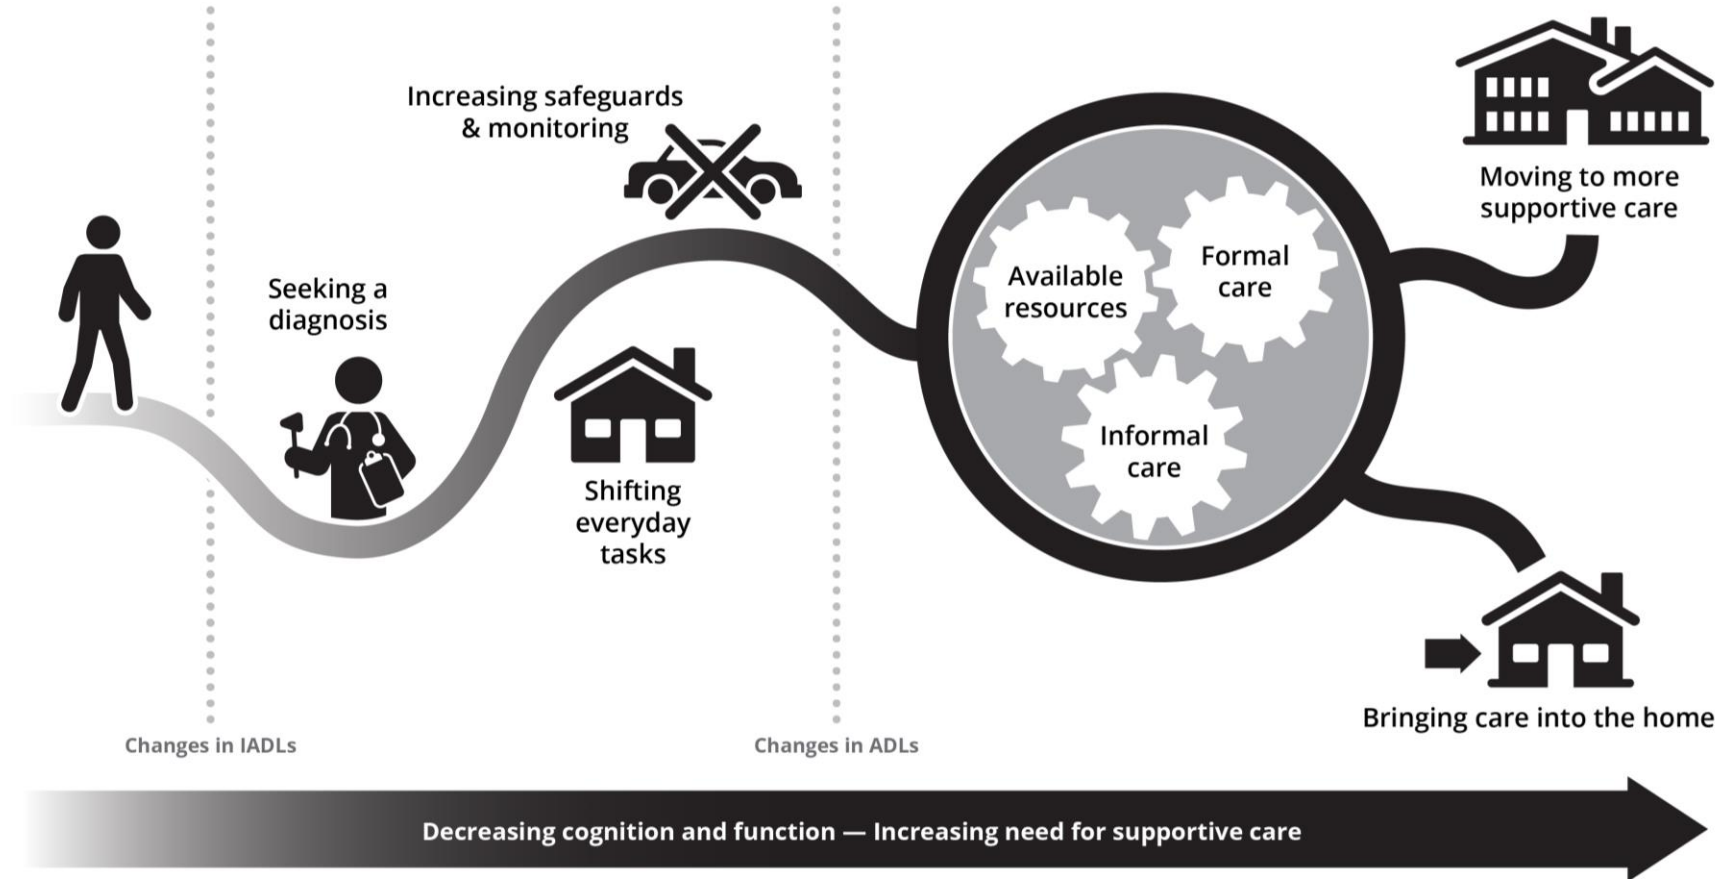 Increasing safeguards
& monitoring
Seeking a
diagnosis
Shifting
everyday
tasks
Available
resources
Formal
care
Informal
care
Moving to more
supportive care
Bringing care into the home
Changes in IADLs
Changes in ADLs
Decreasing cognition and function — Increasing need for supportive care